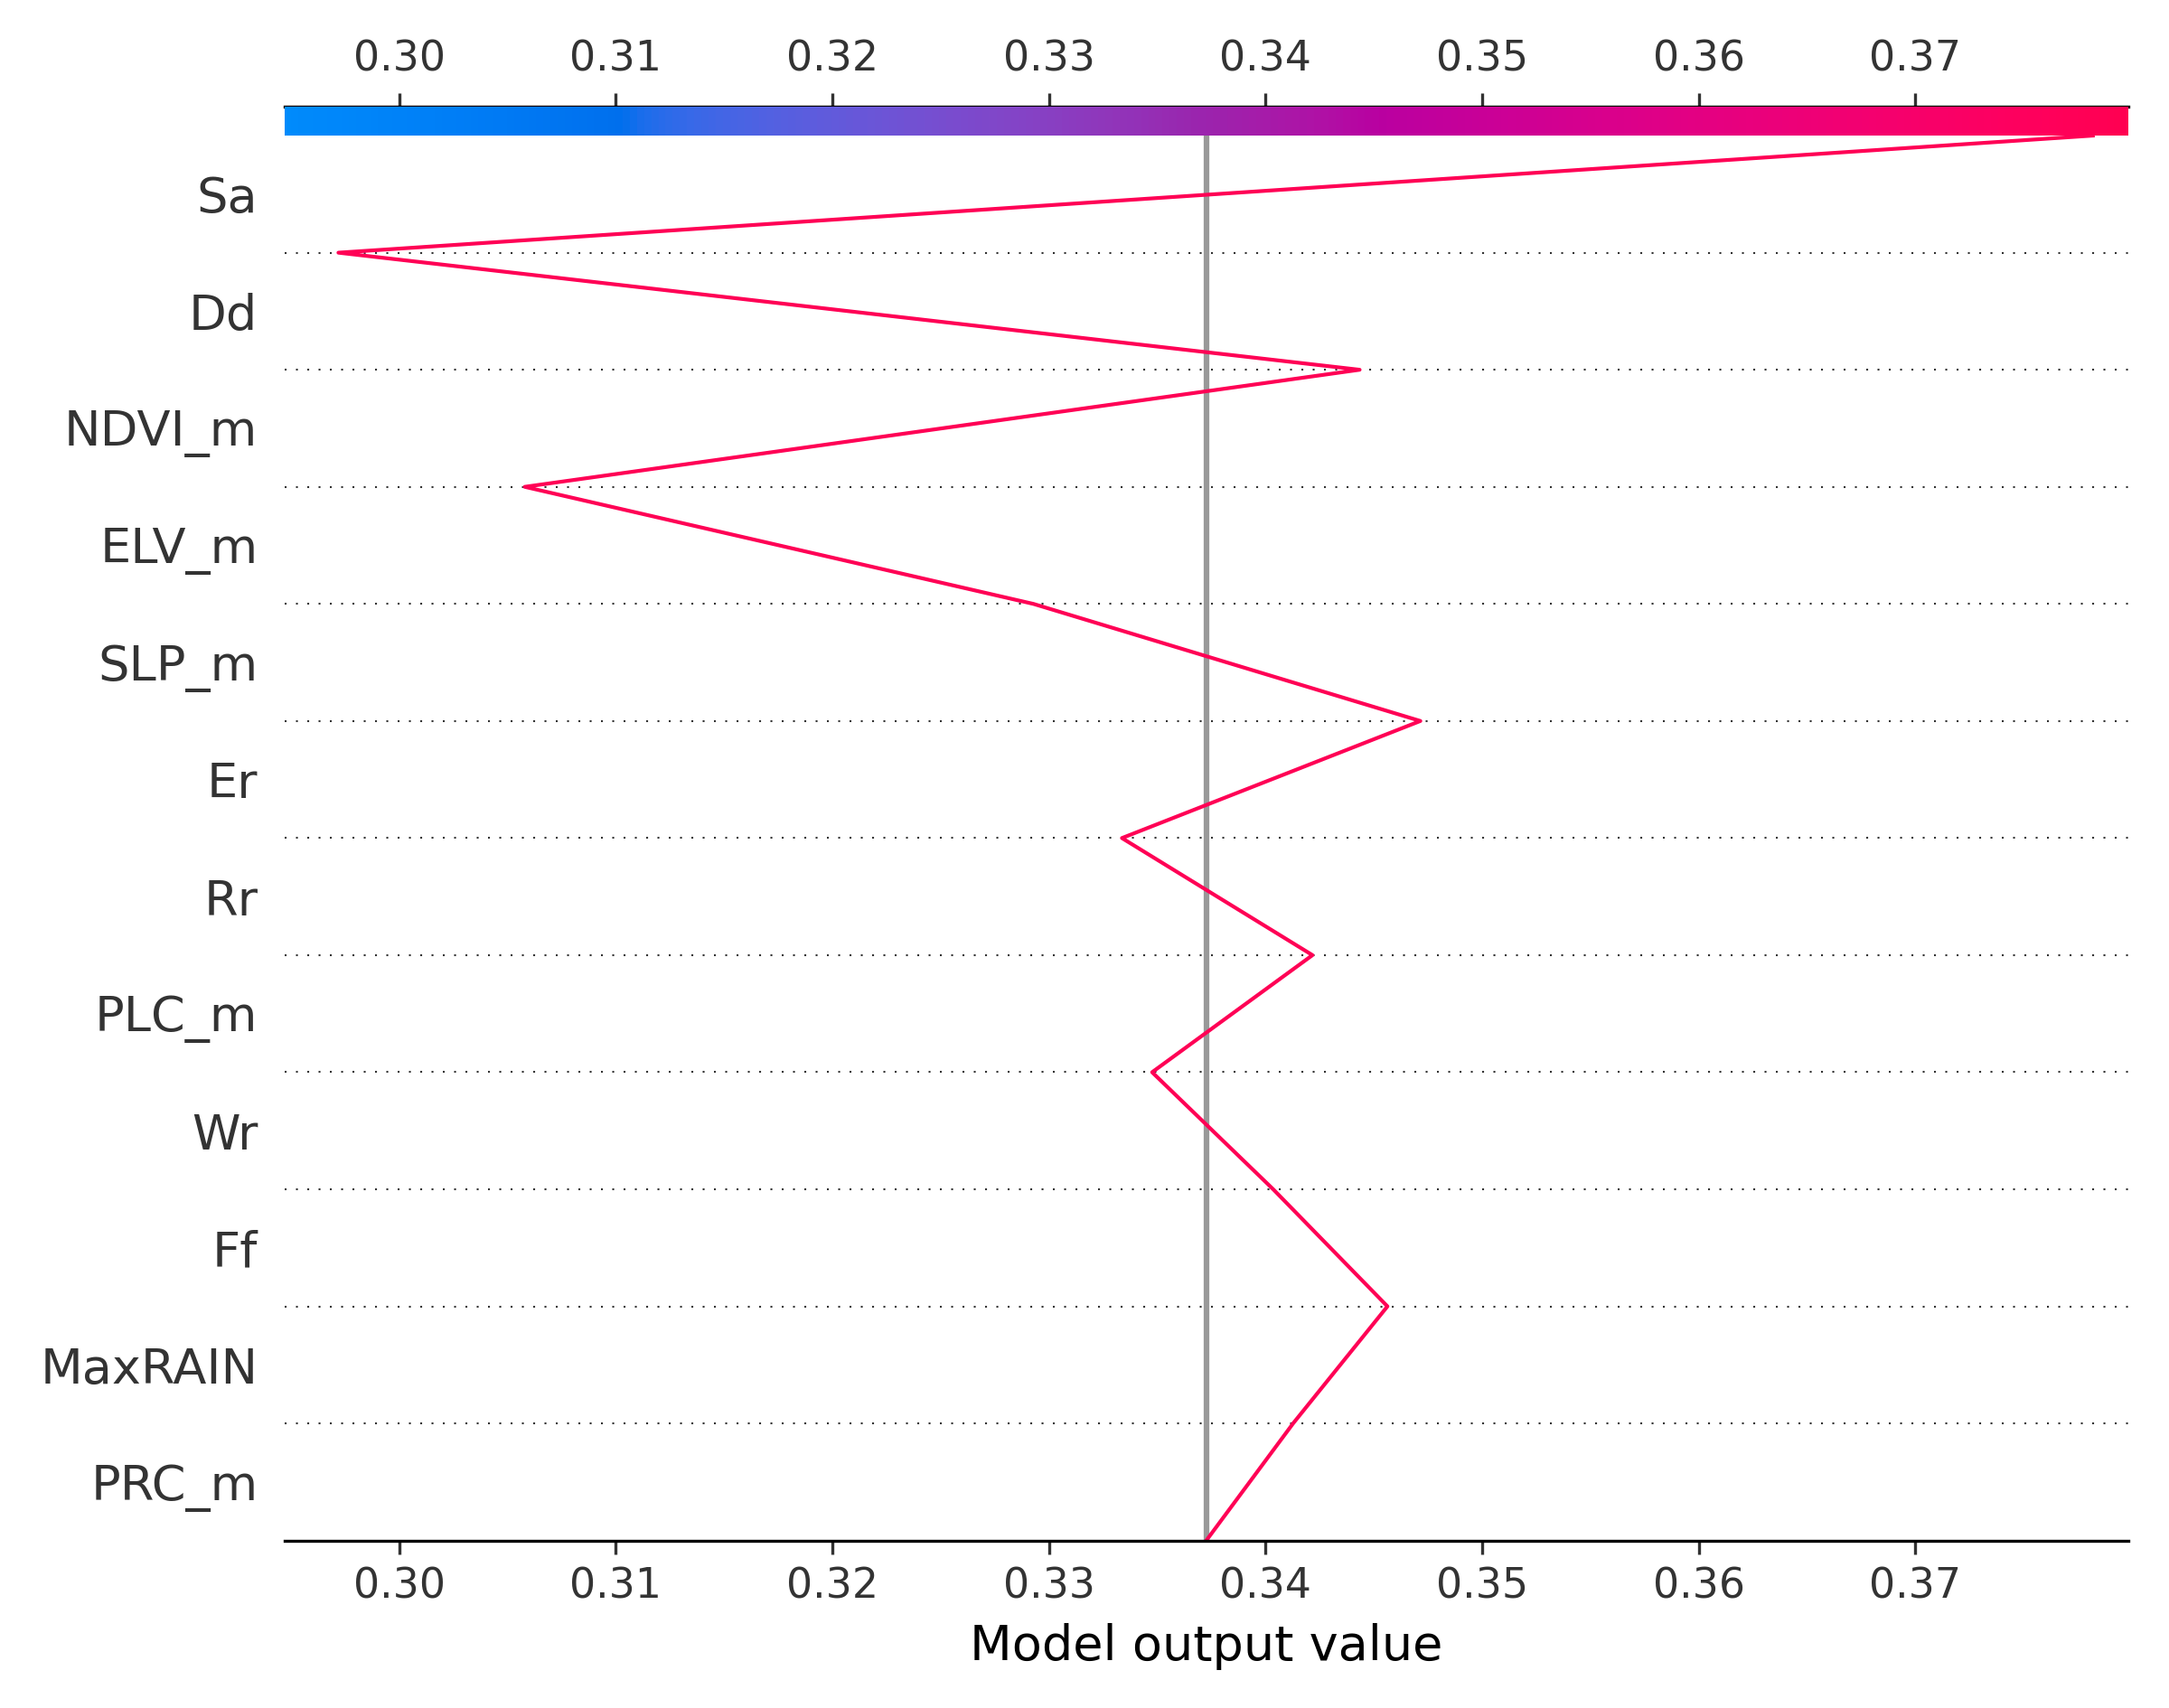 0.30 0.31 0.32 0.33 0.34 0.35 0.36 0.37
Sa
Dd
NDVI_m
ELV_m
SLP_m
Er
Rr
PLC_m
Wr
Ff
MaxRAIN
PRC_m
0.30 0.31 0.32 0.33 0.34 0.35 0.36 0.37
Model output value